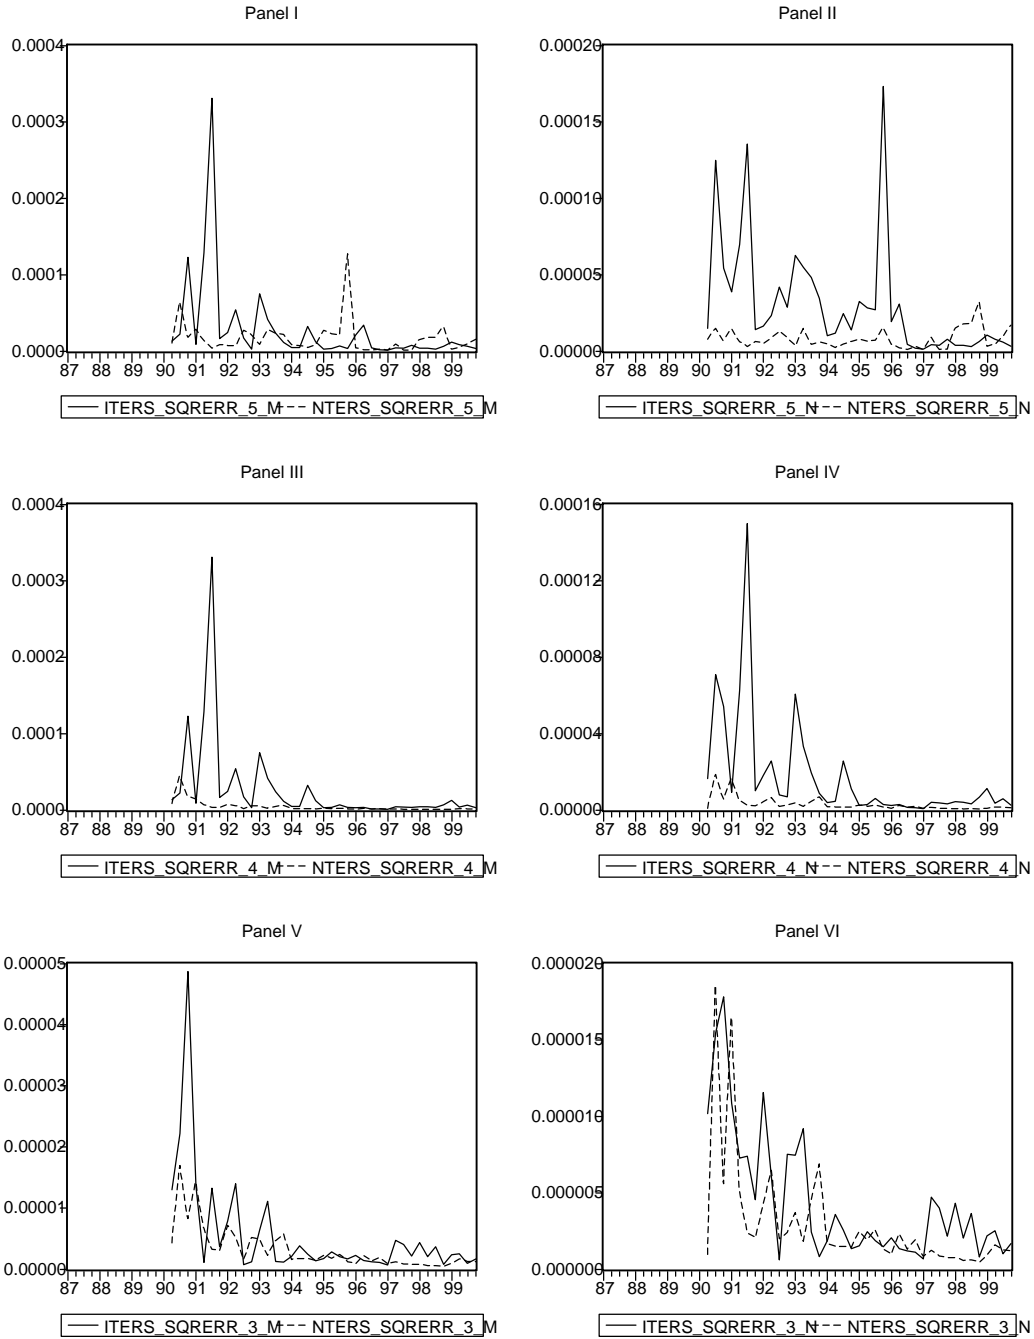 Panel I
0.0004
0.0003
0.0002
0.0001
0.0000
87 88 89 90 91 92 93 94 95 96 97 98 99
ITERS_SQRERR_5_M NTERS_SQRERR_5_M
Panel II
0.00020
0.00015
0.00010
0.00005
0.00000
87 88 89 90 91 92 93 94 95 96 97 98 99
ITERS_SQRERR_5_N NTERS_SQRERR_5_N
Panel III
0.0004
0.0003
0.0002
0.0001
0.0000
87 88 89 90 91 92 93 94 95 96 97 98 99
ITERS_SQRERR_4_M NTERS_SQRERR_4_M
Panel IV
0.00016
0.00012
0.00008
0.00004
0.00000
87 88 89 90 91 92 93 94 95 96 97 98 99
ITERS_SQRERR_4_N NTERS_SQRERR_4_N
Panel V
0.00005
0.00004
0.00003
0.00002
0.00001
0.00000
87 88 89 90 91 92 93 94 95 96 97 98 99
ITERS_SQRERR_3_M NTERS_SQRERR_3_M
Panel VI
0.000020
0.000015
0.000010
0.000005
0.000000
87 88 89 90 91 92 93 94 95 96 97 98 99
ITERS_SQRERR_3_N NTERS_SQRERR_3_N